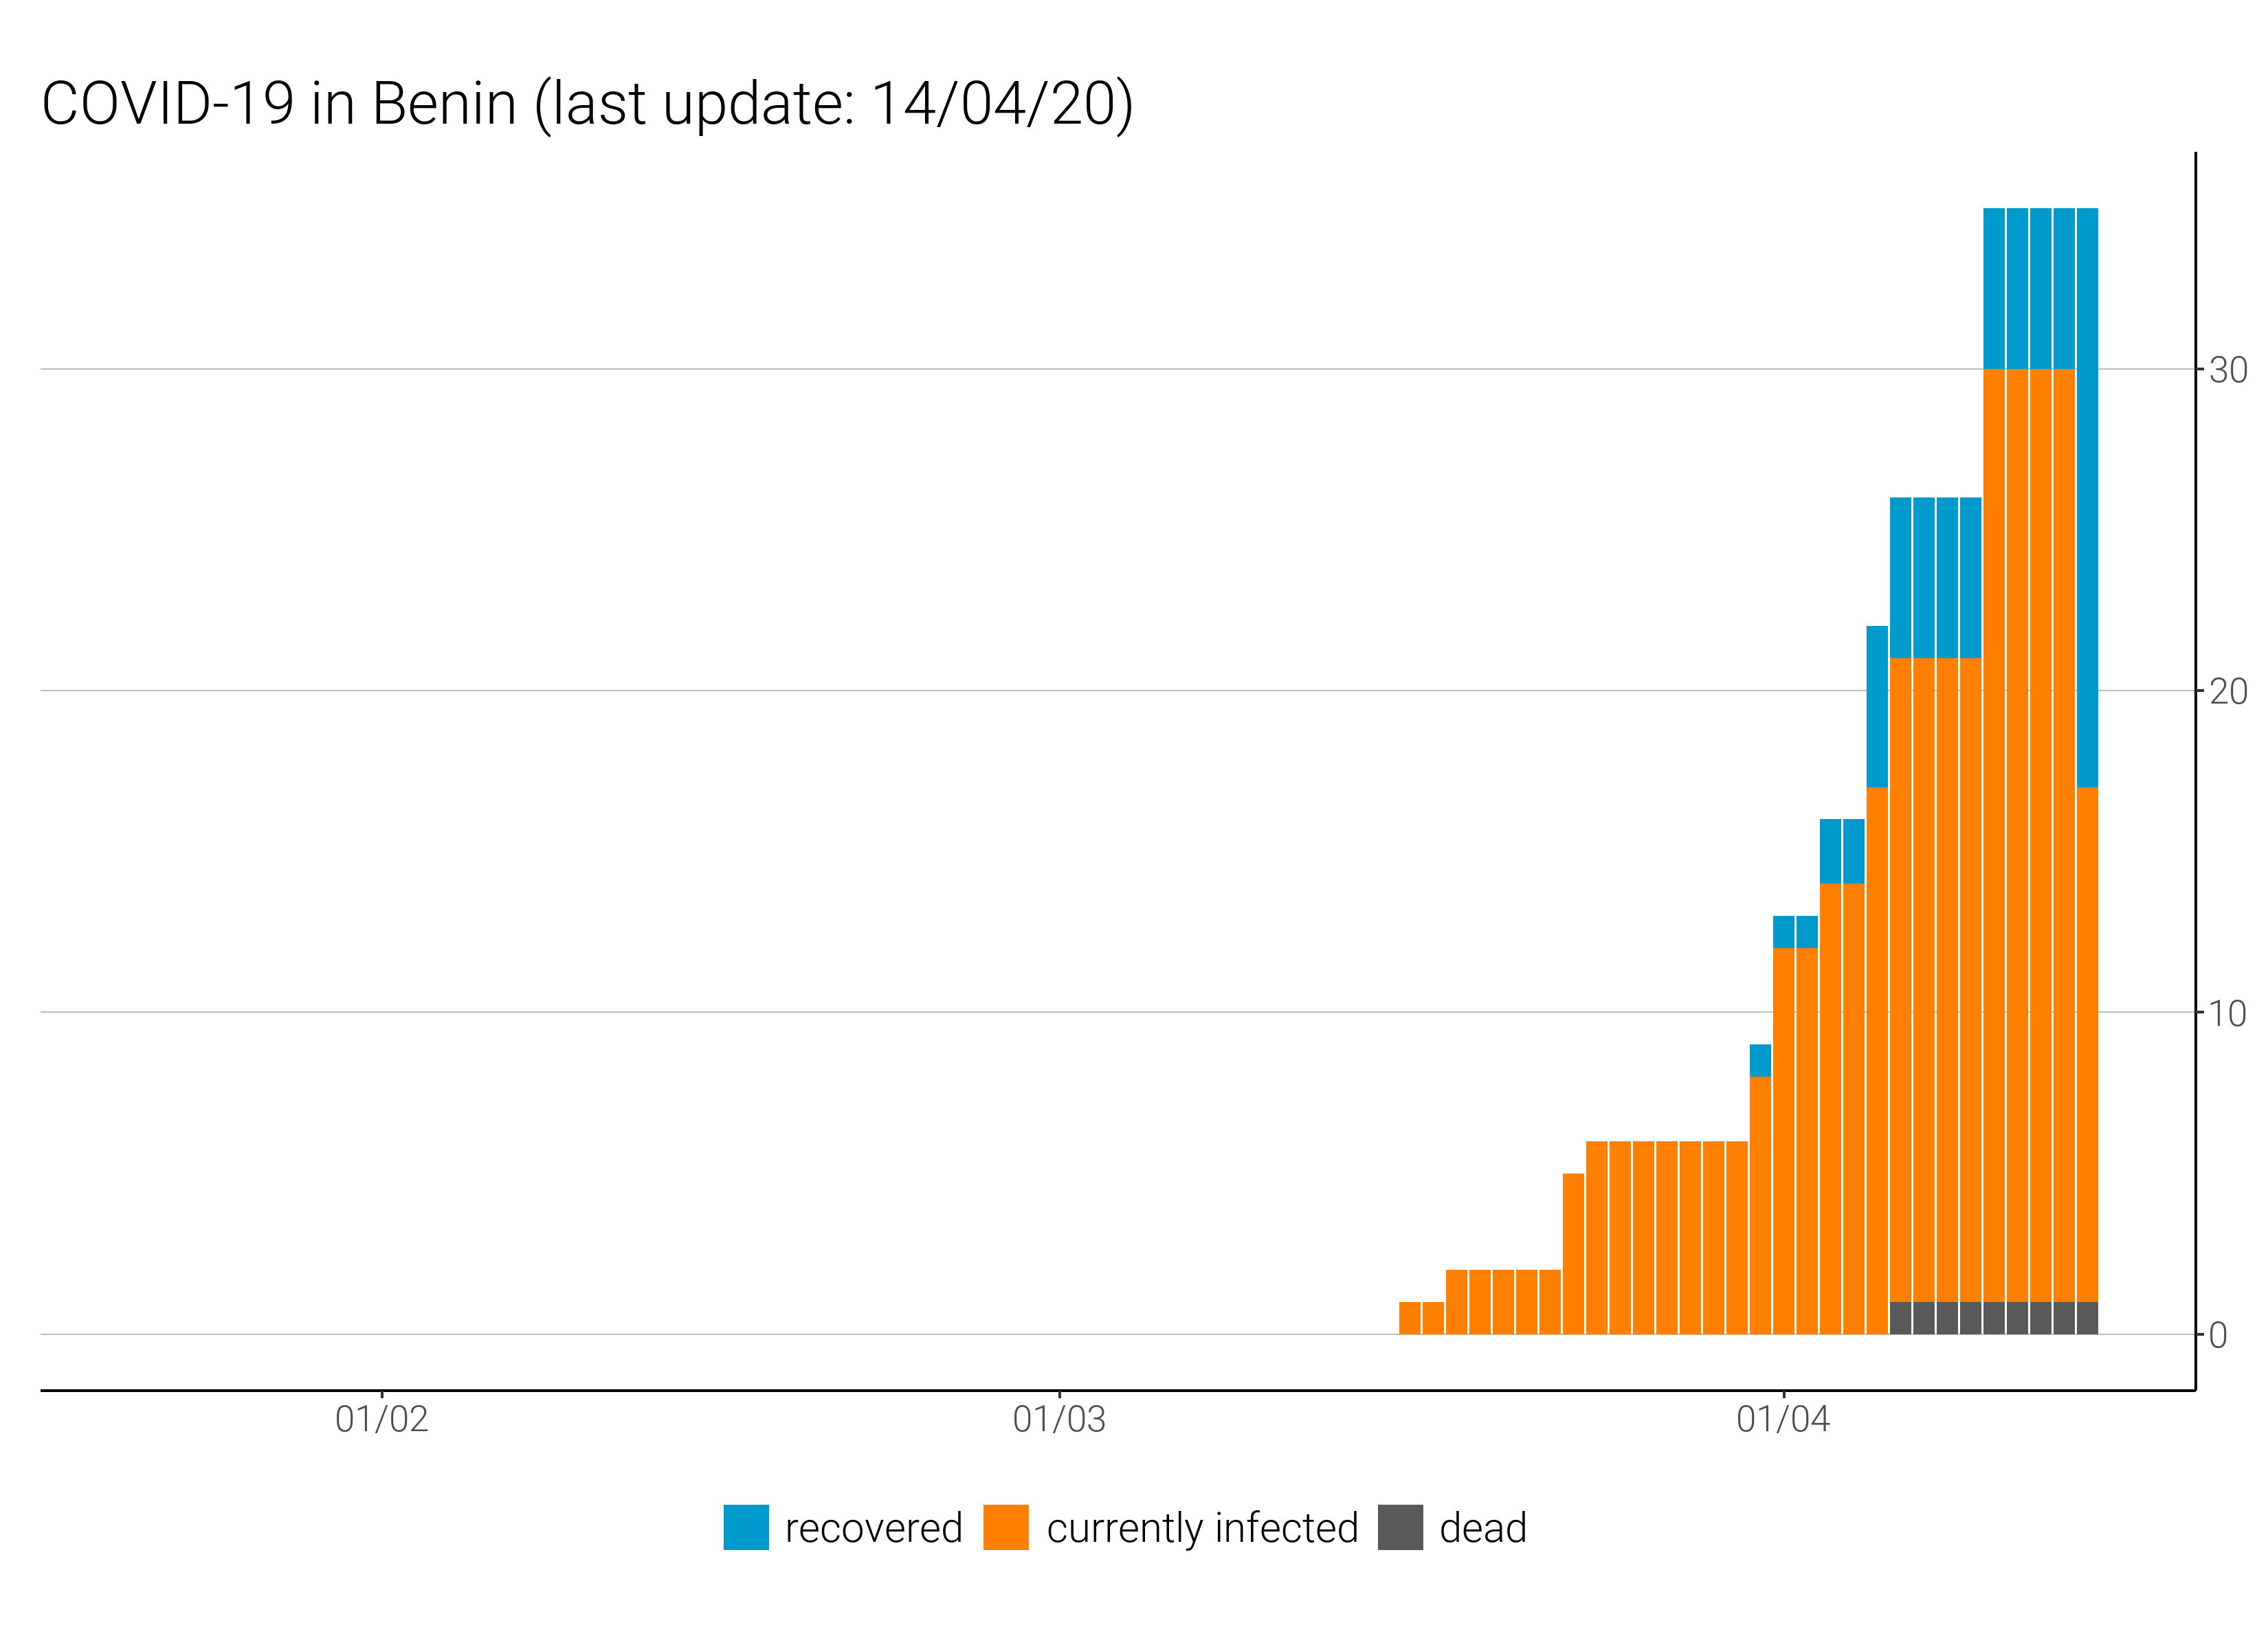 COVID-19 in Benin (last update: 14/04/20)
30
20
10
0
01/02 01/03 01/04
recovered currently infected dead